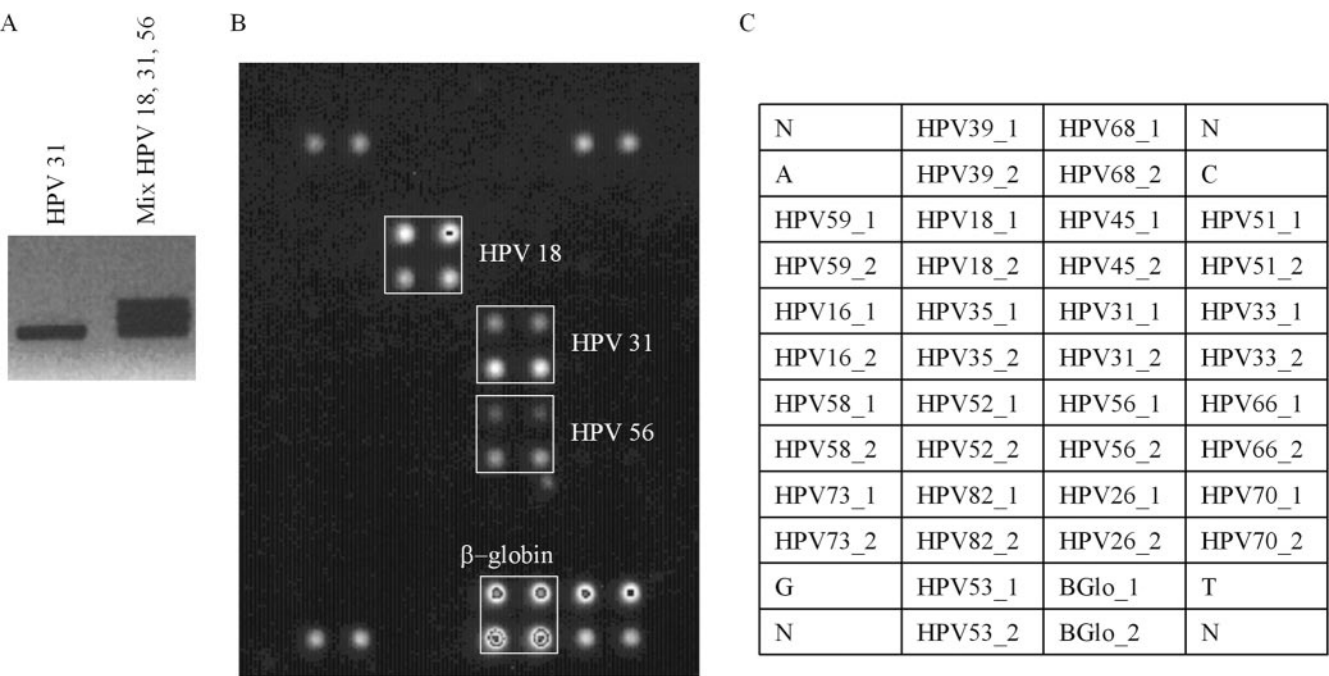 A
HPV 31
Mix HPV 18, 31, 56
B
HPV 18
HPV 31
HPV 56
β–globin
C
N HPV39_1 HPV68_1 N
A HPV39_2 HPV68_2 C
HPV59_1 HPV18_1 HPV45_1 HPV51_1
HPV59_2 HPV18_2 HPV45_2 HPV51_2
HPV16_1 HPV35_1 HPV31_1 HPV33_1
HPV16_2 HPV35_2 HPV31_2 HPV33_2
HPV58_1 HPV52_1 HPV56_1 HPV66_1
HPV58_2 HPV52_2 HPV56_2 HPV66_2
HPV73_1 HPV82_1 HPV26_1 HPV70_1
HPV73_2 HPV82_2 HPV26_2 HPV70_2
G HPV53_1 BGlo_1 T
N HPV53_2 BGlo_2 N